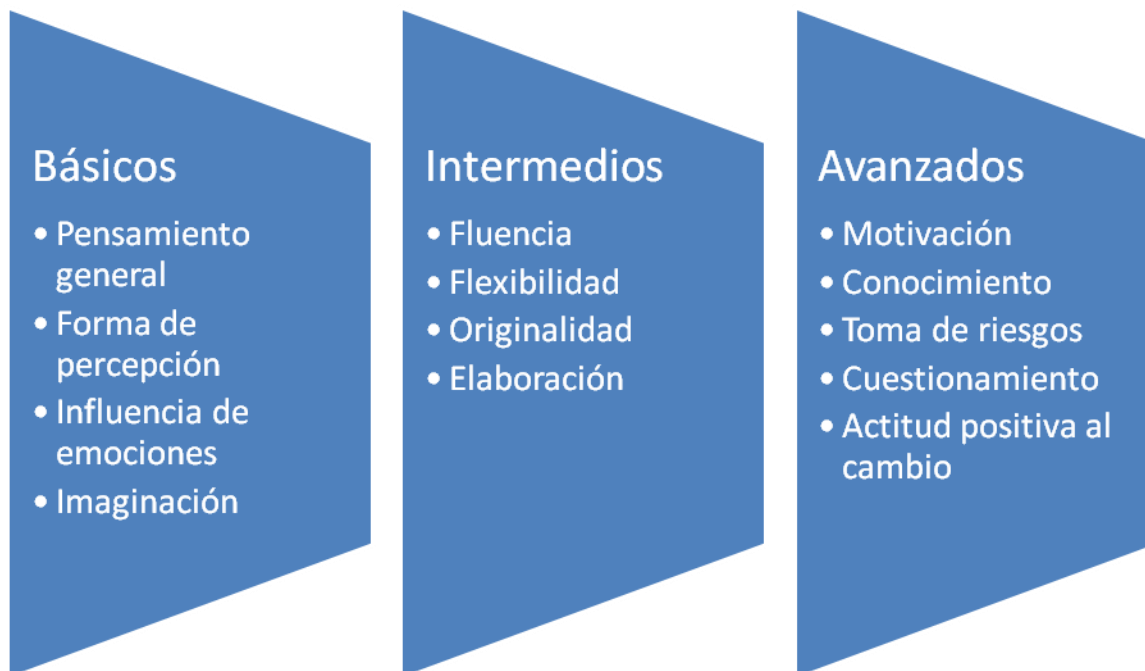 Básicos
• Pensamiento
general
• Forma de
percepción
• Influencia de
emociones
• Imaginación
Intermedios
• Fluencia
• Flexibilidad
• Originalidad
• Elaboración
Avanzados
• Motivación
• Conocimiento
• Toma de riesgos
• Cuestionamiento
• Actitud positiva al
cambio